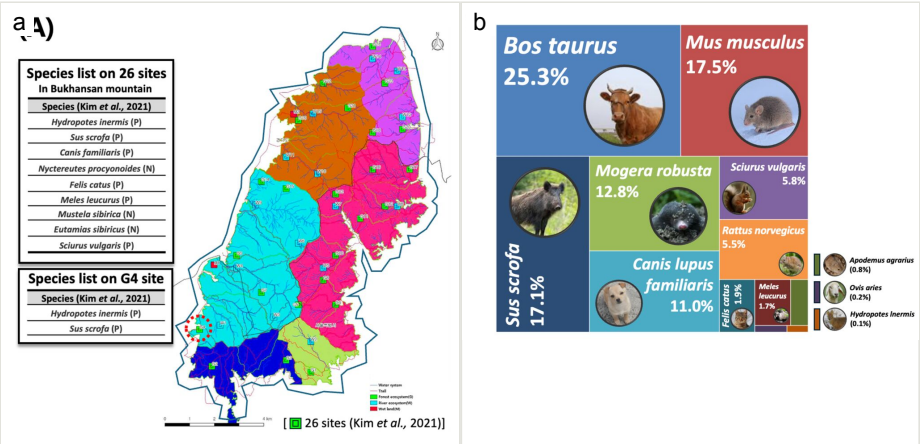 a
(A)
Species list on 26 sites
In Bukhansan mountain
Species (Kim et al., 2021)
Hydropotes inermis (P)
Sus scrofa (P)
Canis familiaris (P)
Nyctereutes procyonoides (N)
Felis catus (P)
Meles leucurus (P)
Mustela sibirica (N)
Eutamias sibiricus (N)
Sciurus vulgaris (P)
Species list on G4 site
Species (Kim et al., 2021)
Hydropotes inermis (P)
Sus scrofa (P)
N
Water system
Trail
Forest ecosystem(G)
River ecosystem(W)
Wet land(M)
0 1 2 4 km
[ 26 sites (Kim et al., 2021)]
b
Bos taurus
25.3%
Mus musculus
17.5%
Sus scrofa
17.1%
Mogera robusta
12.8%
Canis lupus
familiaris
11.0%
Sciurus vulgaris
5.8%
Rattus norvegicus
5.5%
Felis catus
1.9%
Meles
leucurus
1.7%
Apodemus agrarius
(0.8%)
Ovis aries
(0.2%)
Hydropotes Inermis
(0.1%)